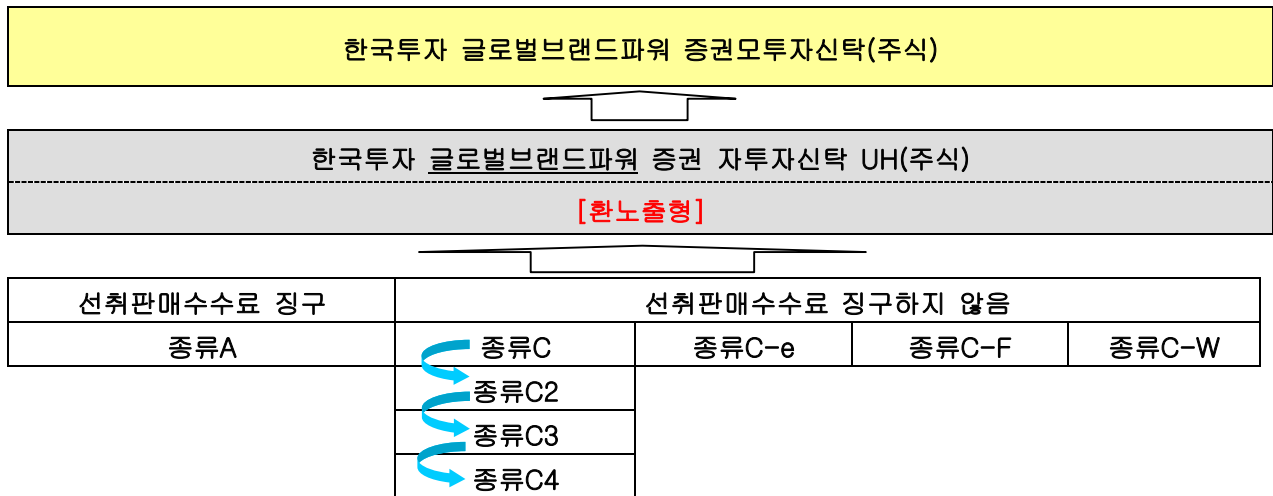 한국투자 글로벌브랜드파워 증권모투자신탁(주식)
한국투자 글로벌브랜드파워 증권 자투자신탁 UH(주식)
[환노출형]
선취판매수수료 징구 선취판매수수료 징구하지 않음
종류A 종류C 종류C-e 종류C-F 종류C-W
종류C2
종류C3
종류C4